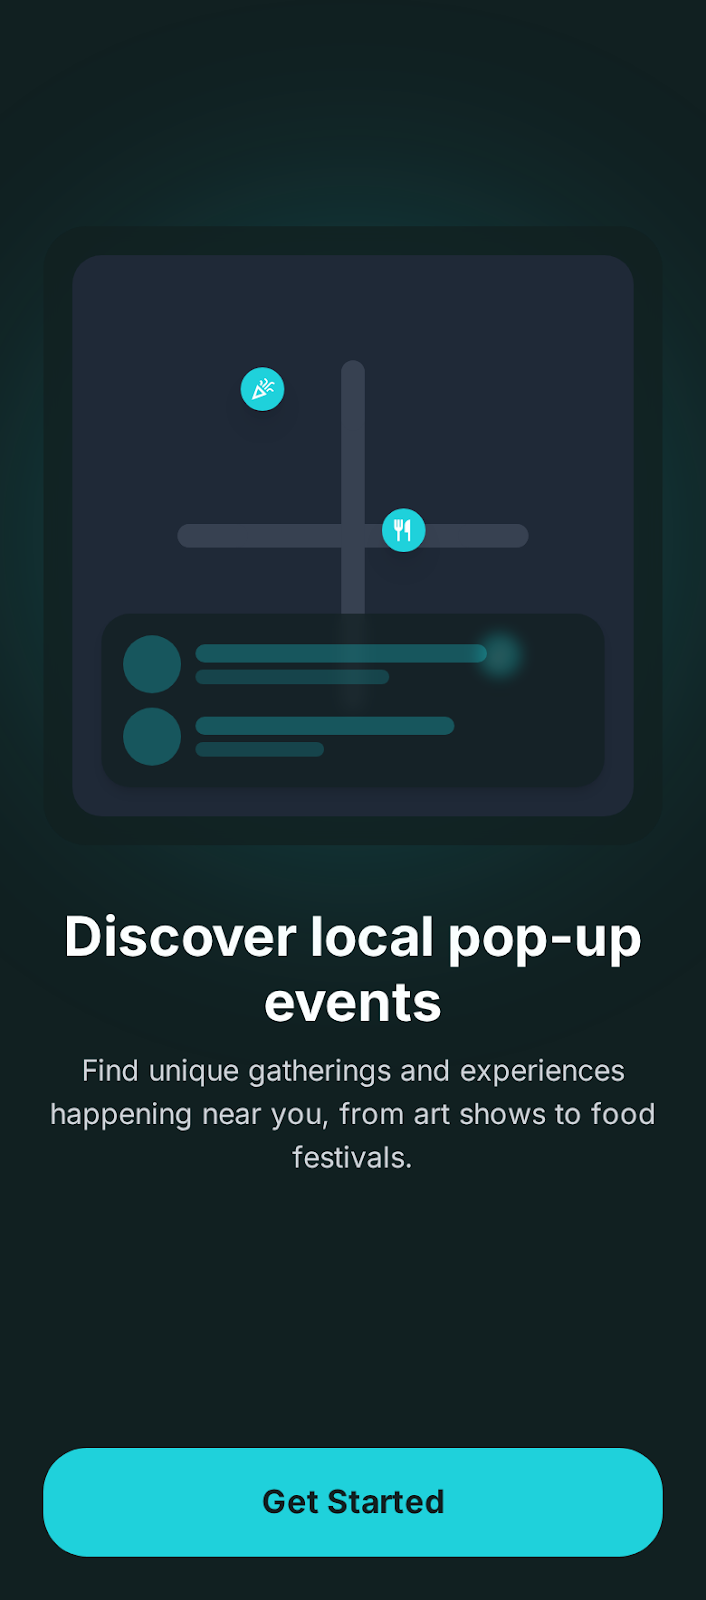 Discover local pop-up
events
Find unique gatherings and experiences
happening near you, from art shows to food
festivals.
Get Started